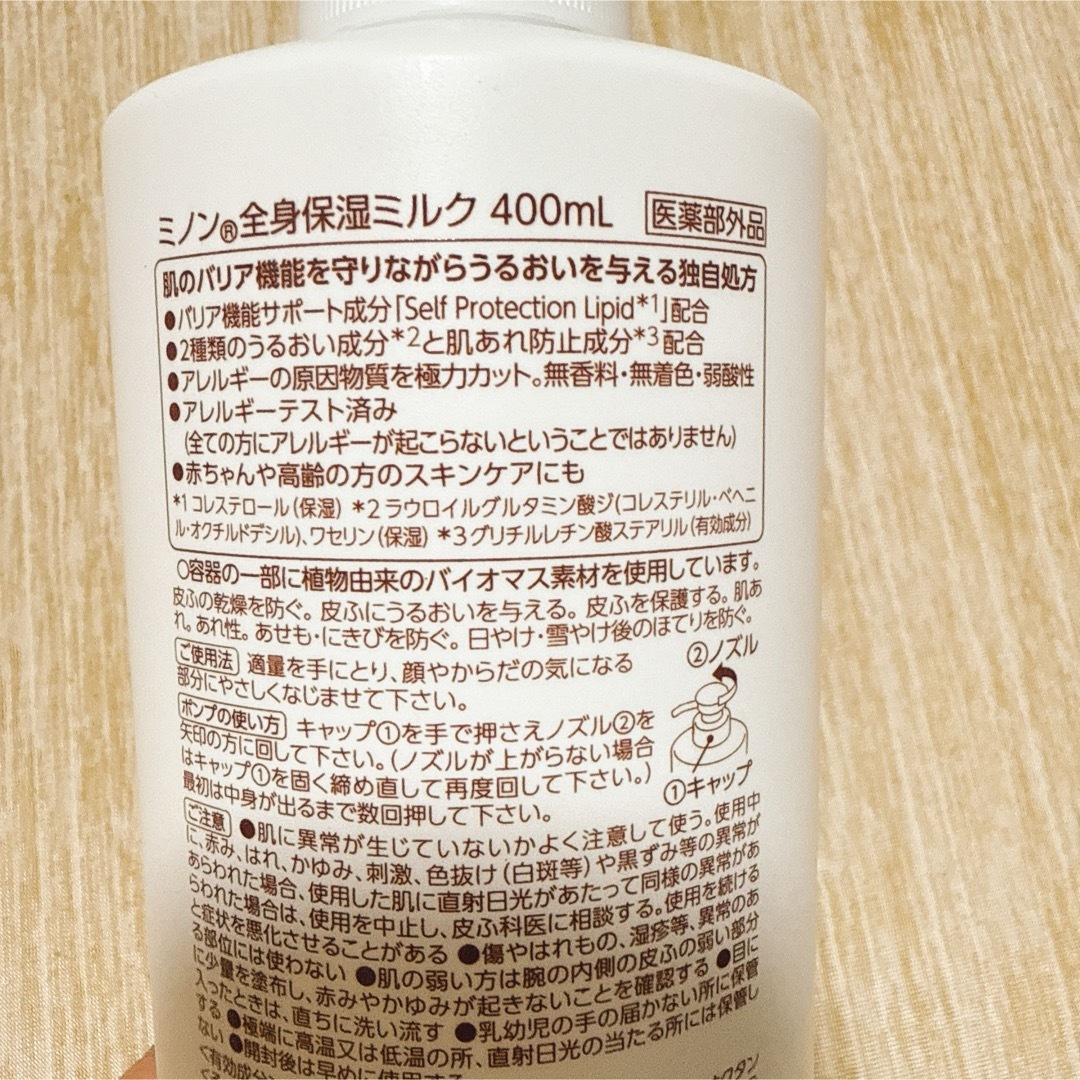 ミノン®全身保湿ミルク 400mL 医薬部外品
肌のバリア機能を守りながらうるおいを与える独自処方
●バリア機能サポート成分「Self Protection Lipid*1」配合
●2種類のうるおい成分*2と肌あれ防止成分*3配合
●アレルギーの原因物質を極力カット。無香料・無着色・弱酸性
●アレルギーテスト済み
(全ての方にアレルギーが起こらないということではありません)
●赤ちゃんや高齢の方のスキンケアにも
*1 コレステロール(保湿) *2 ラウロイルグルタミン酸ジ(コレステリル・ベヘニ
ル・オクチルドデシル)、ワセリン(保湿) *3 グリチルレチン酸ステアリル(有効成分)
○容器の一部に植物由来のバイオマス素材を使用しています。
皮ふの乾燥を防ぐ。皮ふにうるおいを与える。皮ふを保護する。肌あ
れ。あれ性。あせも・にきびを防ぐ。日やけ・雪やけ後のほてりを防ぐ。
ご使用法 適量を手にとり、顔やからだの気になる
部分にやさしくなじませて下さい。
ポンプの使い方 キャップ①を手で押さえノズル②を
矢印の方に回して下さい。(ノズルが上がらない場合
はキャップ①を固く締め直して再度回して下さい。)
最初は中身が出るまで数回押して下さい。
②ノズル
①キャップ
ご注意 ●肌に異常が生じていないかよく注意して使う。使用中
に、赤み、はれ、かゆみ、刺激、色抜け(白斑等)や黒ずみ等の異常が
あらわれた場合、使用した肌に直射日光があたって同様の異常があ
らわれた場合は、使用を中止し、皮ふ科医に相談する。使用を続ける
と症状を悪化させることがある ●傷やはれもの、湿疹等、異常のあ
る部位には使わない ●肌の弱い方は腕の内側の皮ふの弱い部分
に少量を塗布し、赤みやかゆみが起きないことを確認する ●目に
入ったときは、直ちに洗い流す ●乳幼児の手の届かない所に保管
する ●極端に高温又は低温の所、直射日光の当たる所には保管し
ない ●開封後は早めに使用する